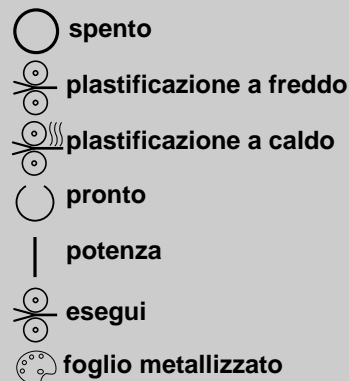 spento
plastificazione a freddo
plastificazione a caldo
pronto
potenza
esegui
foglio metallizzato